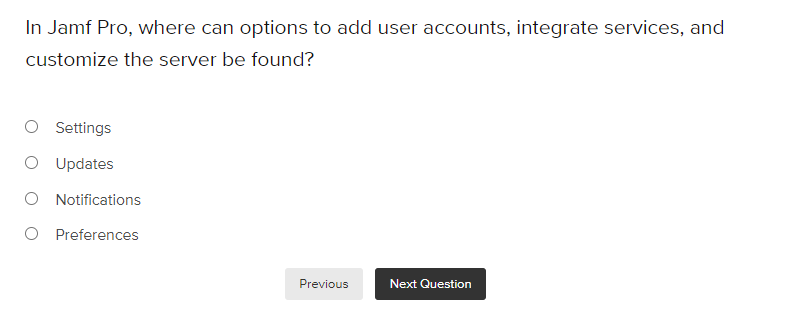 In Jamf Pro, where can options to add user accounts, integrate services, and
customize the server be found?
Settings
Updates
Notifications
Preferences
Previous
Next Question